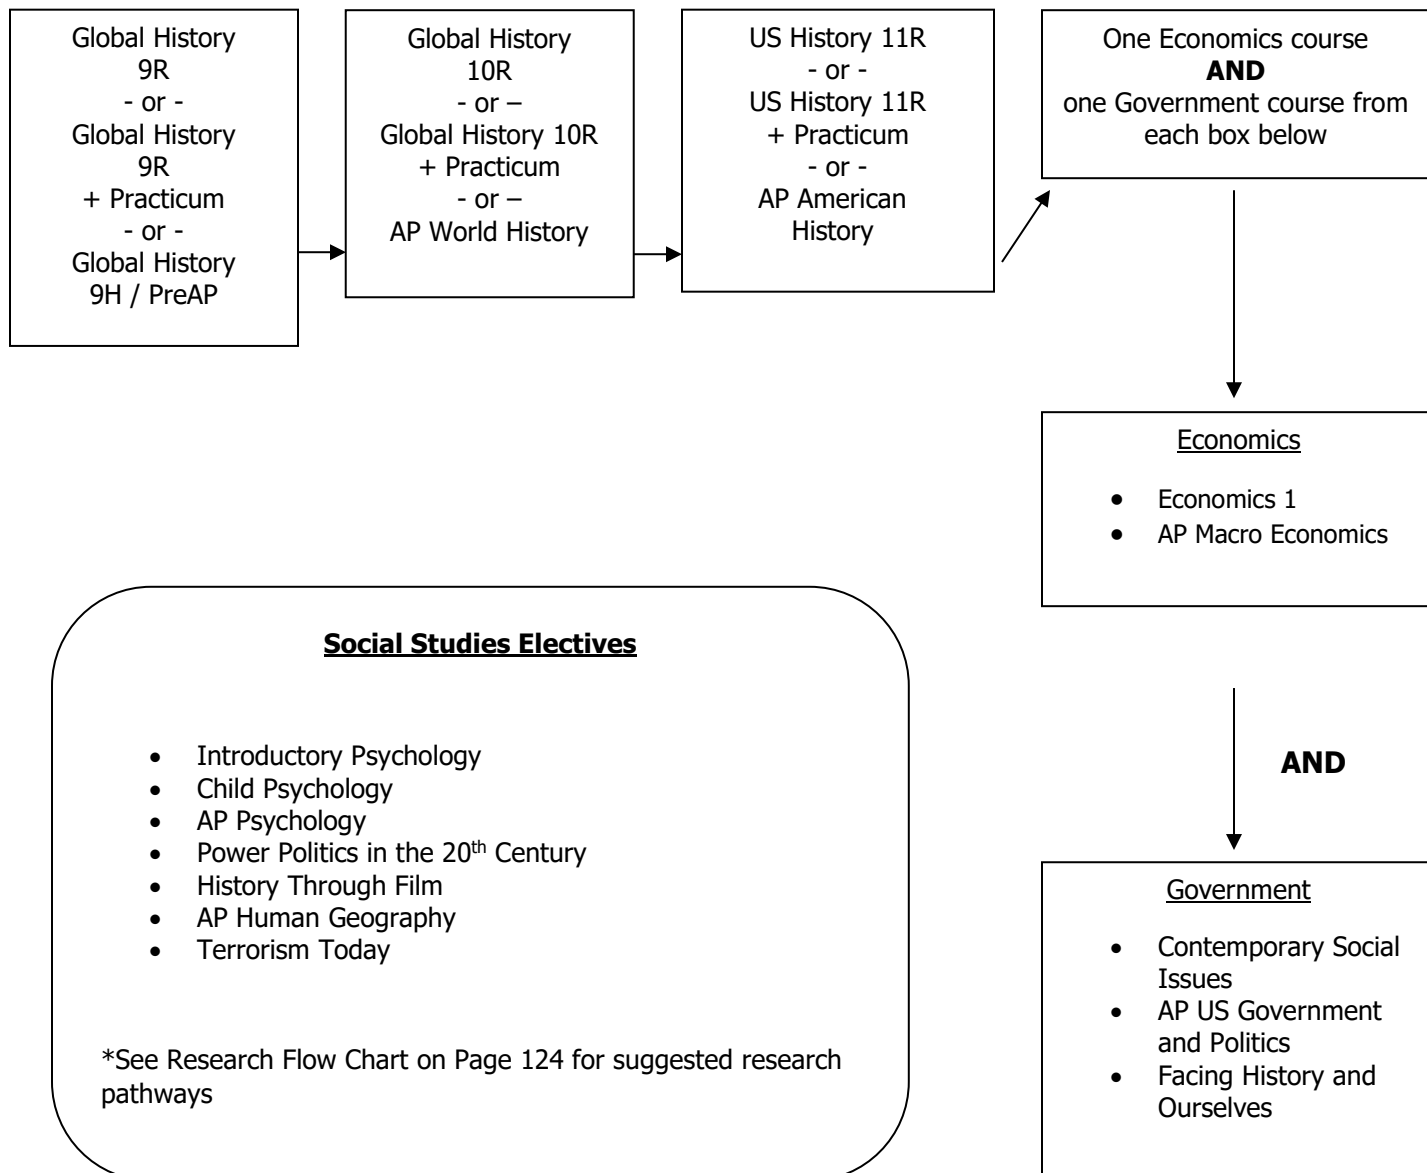 Global History
9R
- or -
Global History
9R
+ Practicum
- or -
Global History
9H / PreAP
Global History
10R
- or –
Global History 10R
+ Practicum
- or –
AP World History
US History 11R
- or -
US History 11R
+ Practicum
- or -
AP American
History
One Economics course
AND
one Government course from
each box below
Economics
• Economics 1
• AP Macro Economics
AND
Government
• Contemporary Social
Issues
• AP US Government
and Politics
• Facing History and
Ourselves
Social Studies Electives
• Introductory Psychology
• Child Psychology
• AP Psychology
• Power Politics in the 20th Century
• History Through Film
• AP Human Geography
• Terrorism Today
*See Research Flow Chart on Page 124 for suggested research
pathways